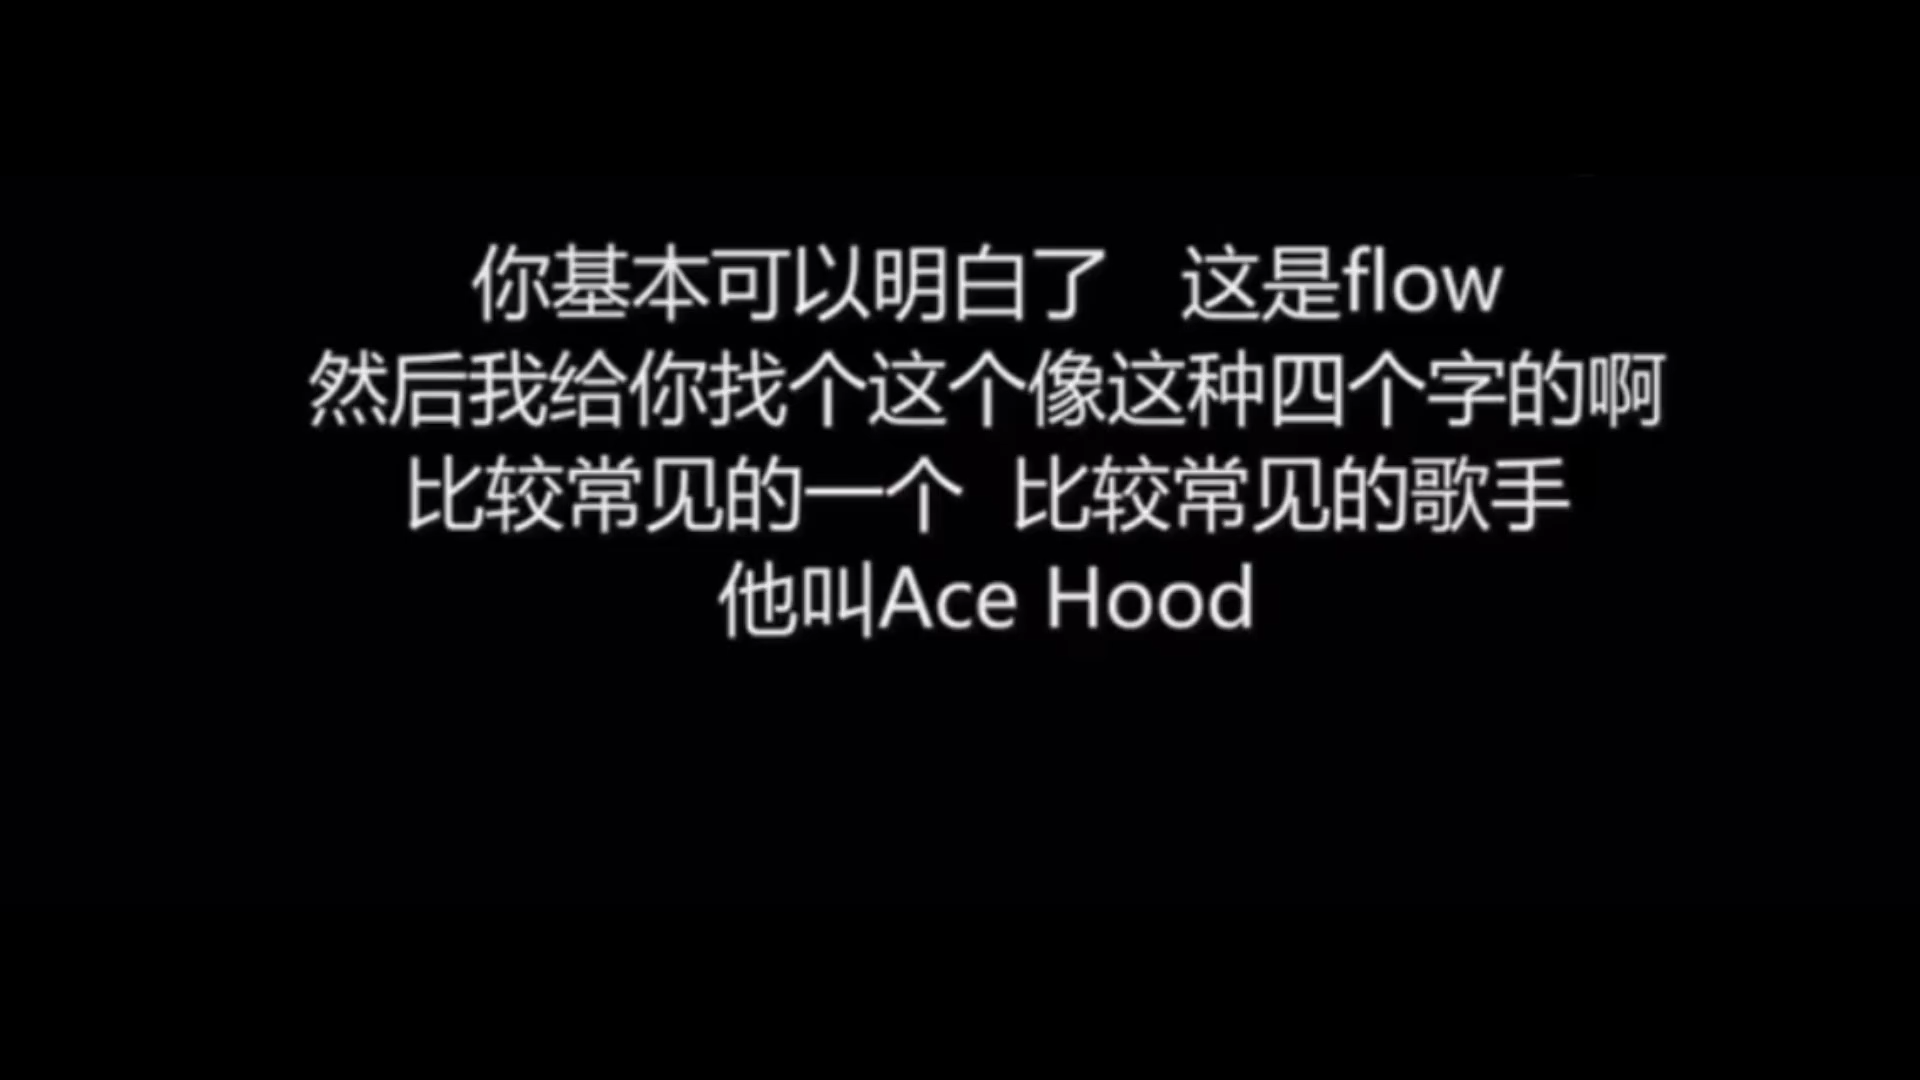 你基本可以明白了 这是flow
然后我给你找个这个像这种四个字的啊
比较常见的一个 比较常见的歌手
他叫Ace Hood